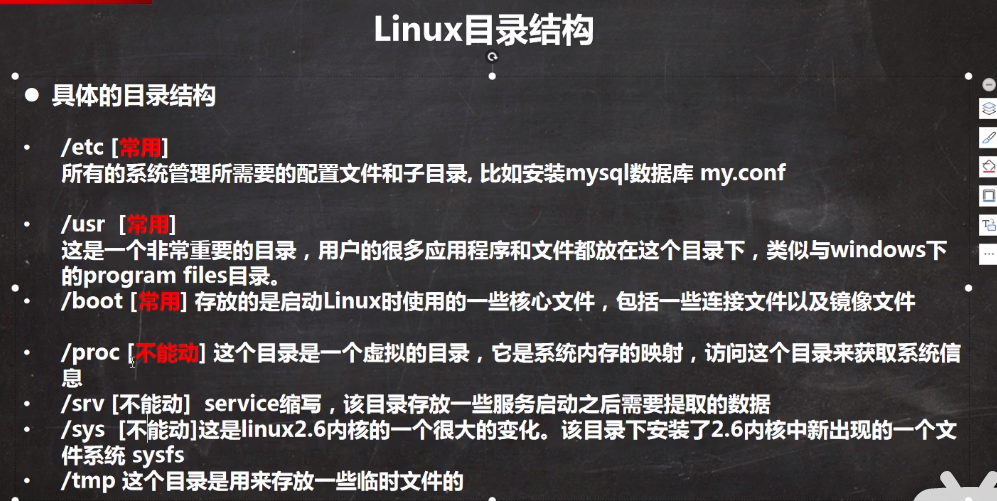 Linux目录结构
● 具体的目录结构
• /etc [常用]
所有的系统管理所需要的配置文件和子目录, 比如安装mysql数据库 my.conf
• /usr [常用]
这是一个非常重要的目录，用户的很多应用程序和文件都放在这个目录下，类似与windows下
的program files目录。
• /boot [常用] 存放的是启动Linux时使用的一些核心文件，包括一些连接文件以及镜像文件
• /proc [不能动] 这个目录是一个虚拟的目录，它是系统内存的映射，访问这个目录来获取系统信
息
• /srv [不能动] service缩写，该目录存放一些服务启动之后需要提取的数据
• /sys [不能动]这是linux2.6内核的一个很大的变化。该目录下安装了2.6内核中新出现的一个文
件系统 sysfs
• /tmp 这个目录是用来存放一些临时文件的